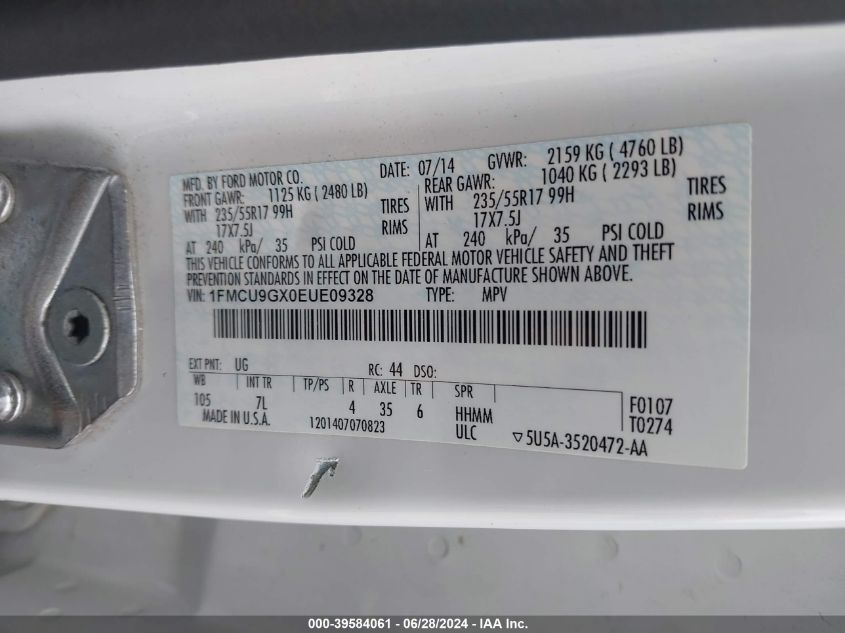 MFD. BY FORD MOTOR CO.
DATE: 07/14 GVWR: 2159 KG ( 4760 LB)
FRONT GAWR: 1125 KG ( 2480 LB) REAR GAWR: 1040 KG ( 2293 LB)
WITH 235/55R17 99H TIRES WITH 235/55R17 99H TIRES
17X7.5J RIMS 17X7.5J RIMS
AT 240 kPa/ 35 PSI COLD AT 240 kPa/ 35 PSI COLD
THIS VEHICLE CONFORMS TO ALL APPLICABLE FEDERAL MOTOR VEHICLE SAFETY AND THEFT
PREVENTION STANDARDS IN EFFECT ON THE DATE OF MANUFACTURE SHOWN ABOVE.
VIN: 1FMCU9GX0EUE09328 TYPE: MPV
EXT PNT: UG RC: 44 DSO:
WB INT TR TP/PS R AXLE TR SPR
105 7L 4 35 6 HHMM F0107
MADE IN U.S.A. 1201407070823 ULC T0274
▽5U5A-3520472-AA
000-39584061 - 06/28/2024 - IAA Inc.